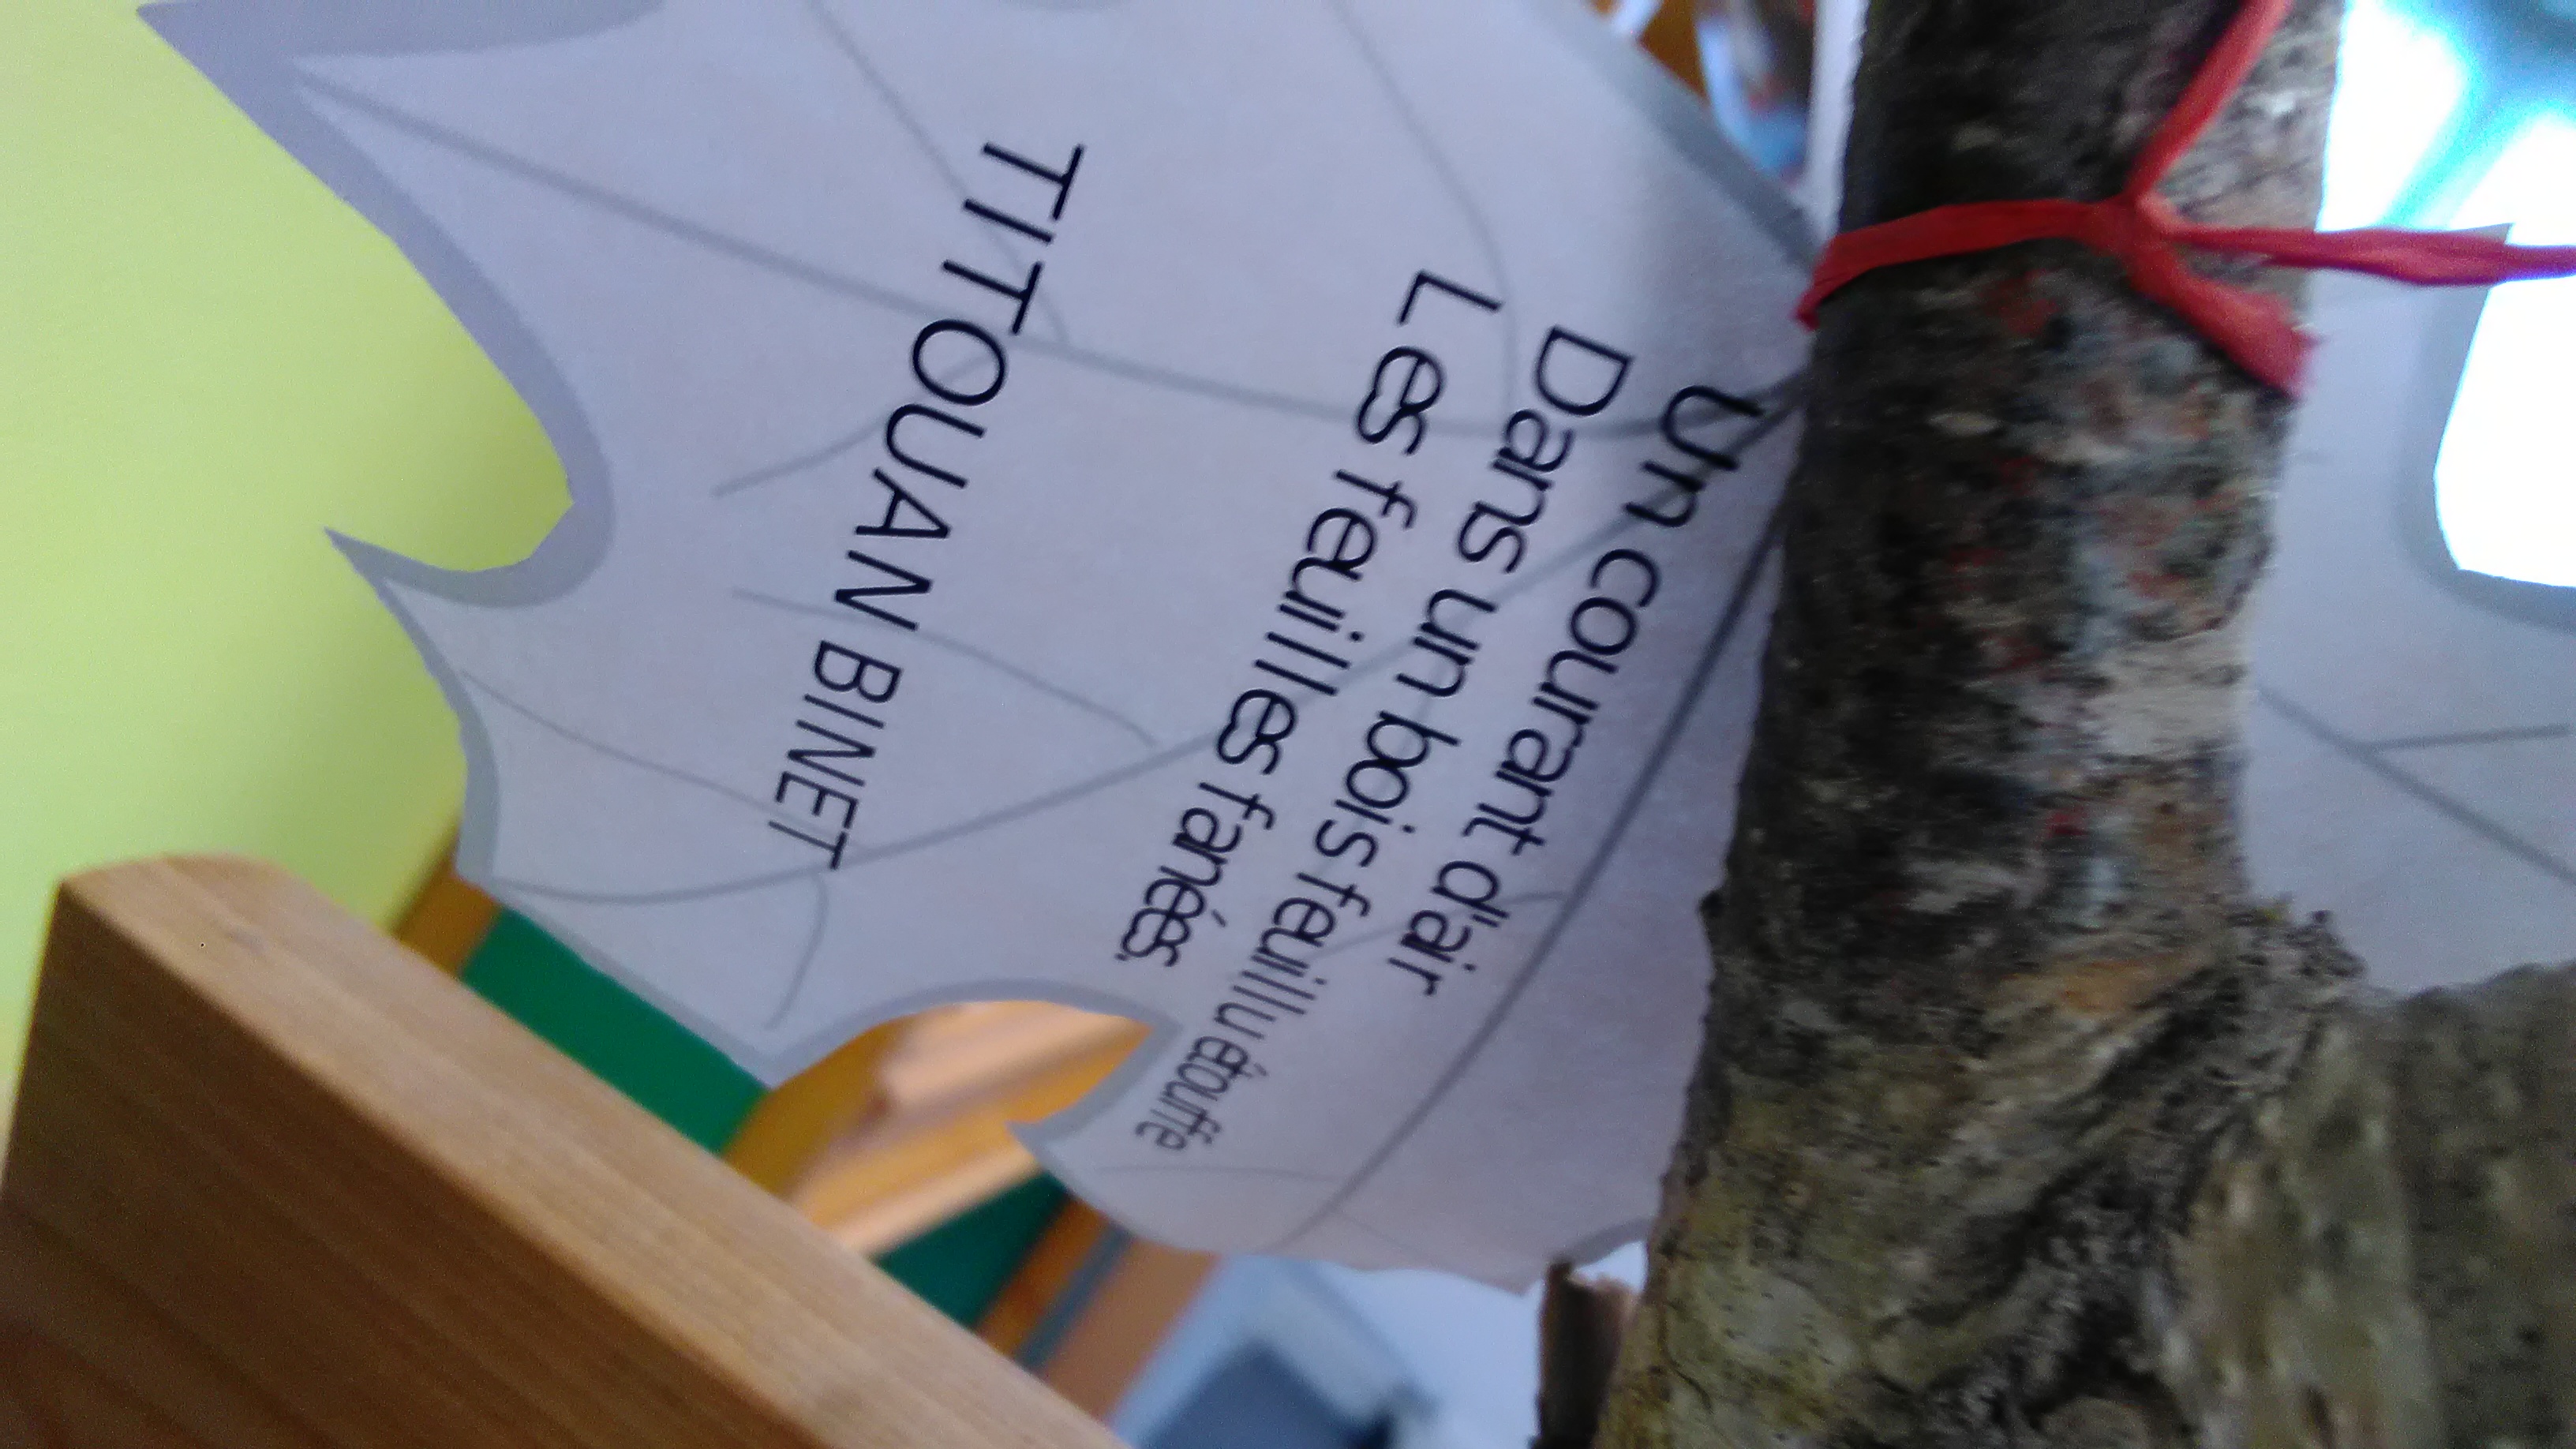 Un courant d'air
Dans un bois feuillu étouffe
Les feuilles fanées.
TITOUAN BINET